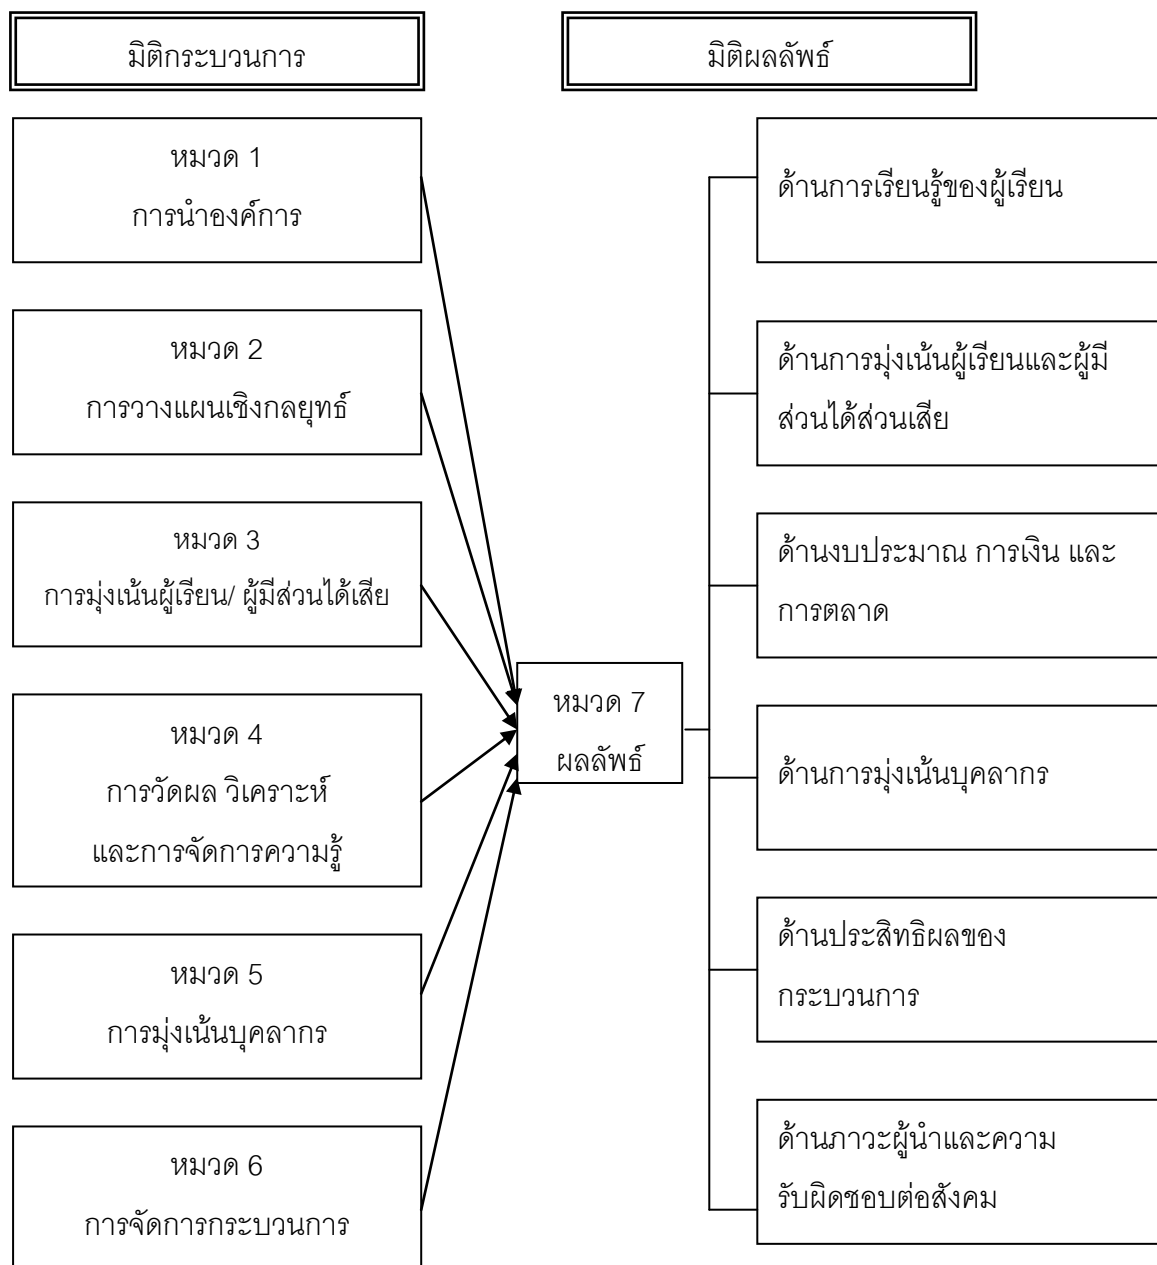 มิติกระบวนการ
มิติผลลัพธ์
หมวด 1
การนำองค์การ
หมวด 2
การวางแผนเชิงกลยุทธ์
หมวด 3
การมุ่งเน้นผู้เรียน/ ผู้มีส่วนได้เสีย
หมวด 4
การวัดผล วิเคราะห์
และการจัดการความรู้
หมวด 5
การมุ่งเน้นบุคลากร
หมวด 6
การจัดการกระบวนการ
หมวด 7
ผลลัพธ์
ด้านการเรียนรู้ของผู้เรียน
ด้านการมุ่งเน้นผู้เรียนและผู้มี
ส่วนได้ส่วนเสีย
ด้านงบประมาณ การเงิน และ
การตลาด
ด้านการมุ่งเน้นบุคลากร
ด้านประสิทธิผลของ
กระบวนการ
ด้านภาวะผู้นำและความ
รับผิดชอบต่อสังคม